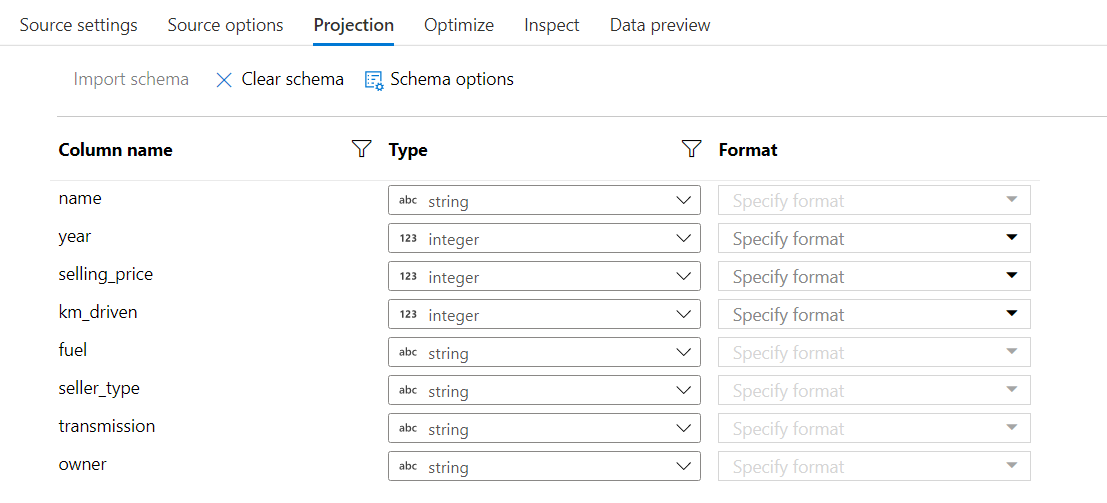 Source settings Source options Projection Optimize Inspect Data preview
Import schema Clear schema Schema options
Column name Type Format
name abc string Specify format
year 123 integer Specify format
selling_price 123 integer Specify format
km_driven 123 integer Specify format
fuel abc string Specify format
seller_type abc string Specify format
transmission abc string Specify format
owner abc string Specify format